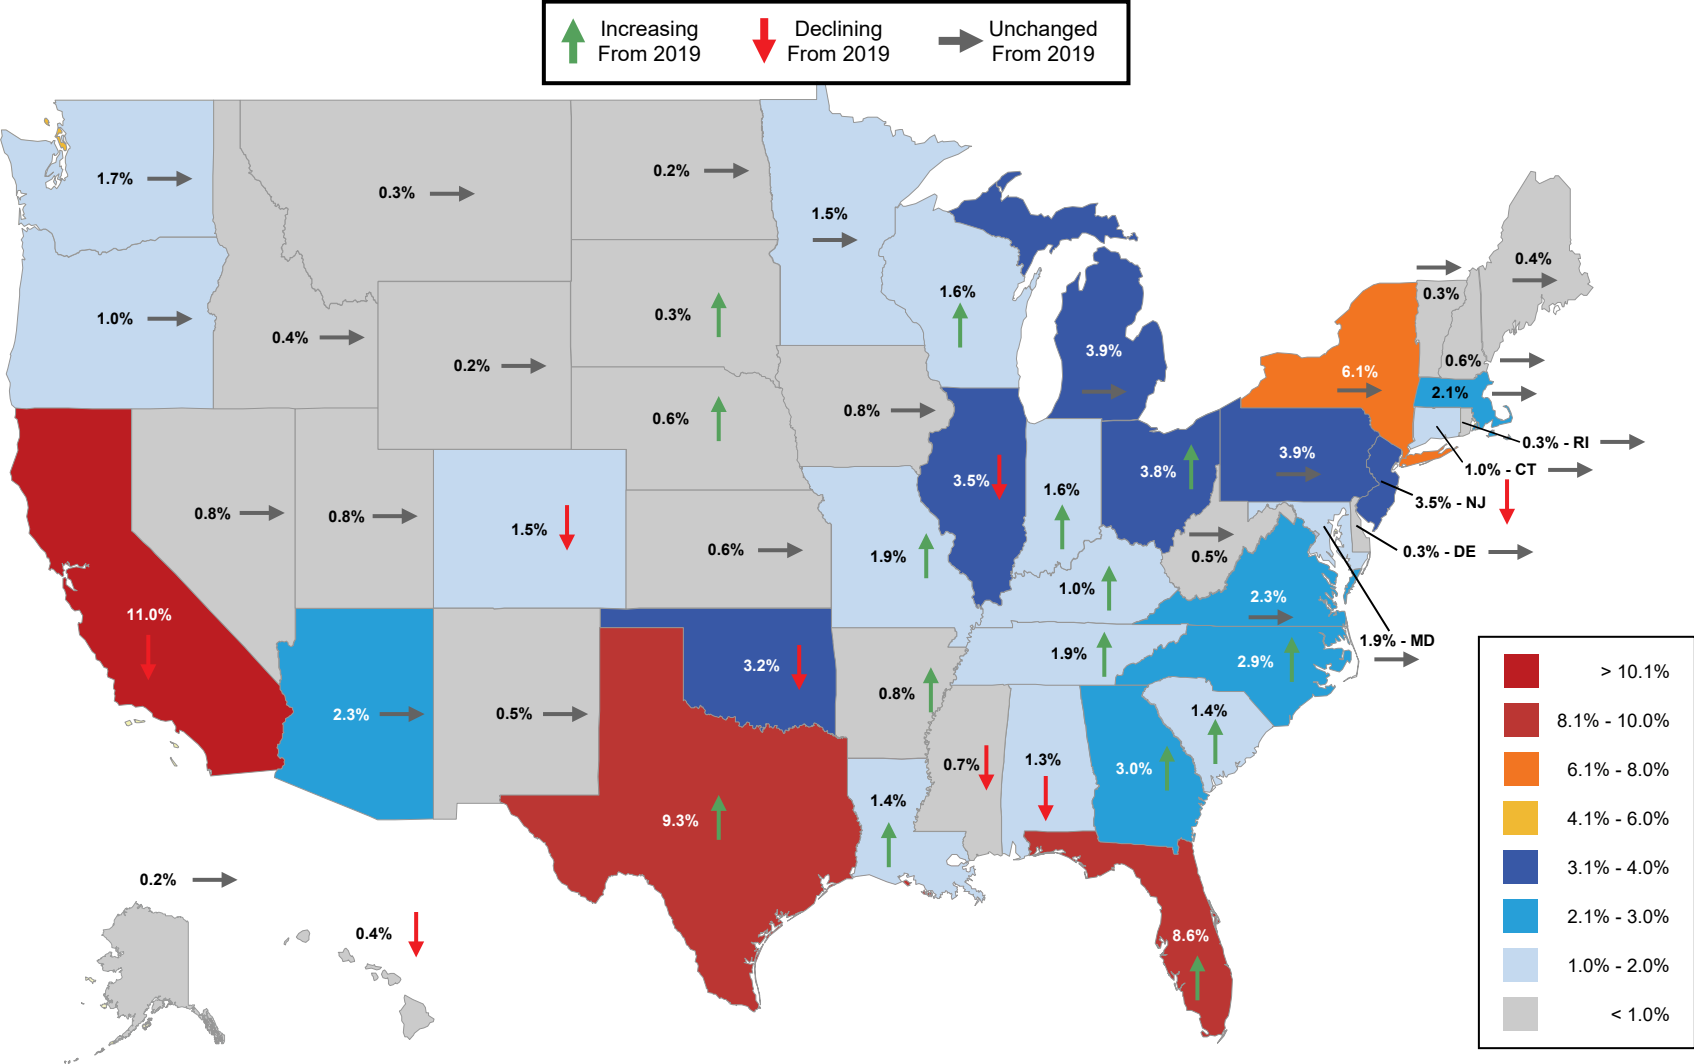 Increasing
From 2019
Declining
From 2019
Unchanged
From 2019
1.7%
0.3%
0.2%
1.5%
0.4%
0.3%
1.6%
1.0%
0.3%
0.4%
0.2%
3.9%
6.1%
0.6%
2.1%
0.6%
0.8%
0.3% - RI
3.9%
1.0% - CT
3.5%
3.8%
1.6%
3.5% - NJ
0.8%
0.8%
1.5%
0.6%
1.9%
0.5%
0.3% - DE
11.0%
1.0%
2.3%
1.9% - MD
3.2%
1.9%
2.9%
2.3%
0.5%
0.8%
1.4%
0.7%
1.3%
3.0%
9.3%
1.4%
0.2%
0.4%
8.6%
> 10.1%
8.1% - 10.0%
6.1% - 8.0%
4.1% - 6.0%
3.1% - 4.0%
2.1% - 3.0%
1.0% - 2.0%
< 1.0%